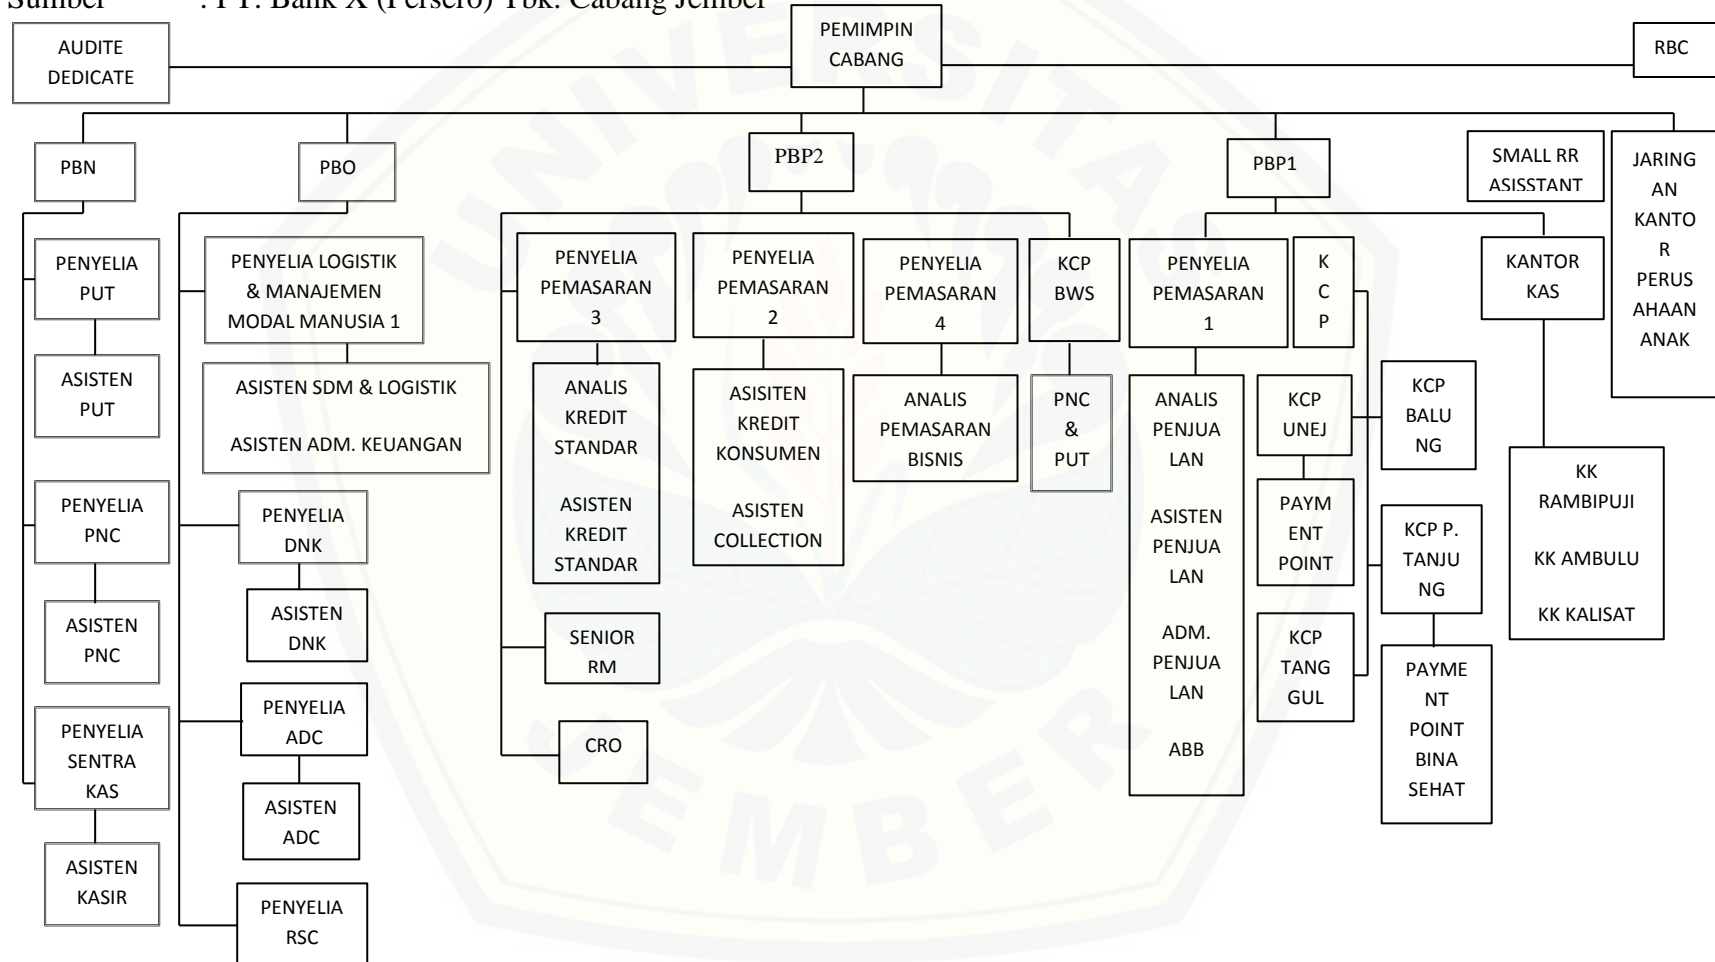 Sumber : PT. Bank X (Persero) Tbk. Cabang Jember
PEMIMPIN
CABANG
AUDITE
DEDICATE
RBC
PBN
PBO
PBP2
PBP1
SMALL RR
ASISSTANT
JARING
AN
KANTO
R
PERUS
AHAAN
ANAK
PENYELIA
PUT
ASISTEN
PUT
PENYELIA
PNC
ASISTEN
PNC
PENYELIA
SENTRA
KAS
ASISTEN
KASIR
PENYELIA LOGISTIK
& MANAJEMEN
MODAL MANUSIA 1
ASISTEN SDM & LOGISTIK
ASISTEN ADM. KEUANGAN
PENYELIA
DNK
ASISTEN
DNK
PENYELIA
ADC
ASISTEN
ADC
PENYELIA
RSC
PENYELIA
PEMASARAN
3
ANALIS
KREDIT
STANDAR
ASISTEN
KREDIT
STANDAR
SENIOR
RM
CRO
PENYELIA
PEMASARAN
2
ASISITEN
KREDIT
KONSUMEN
ASISTEN
COLLECTION
PENYELIA
PEMASARAN
4
ANALIS
PEMASARAN
BISNIS
KCP
BWS
PNC
&
PUT
PENYELIA
PEMASARAN
1
ANALIS
PENJUA
LAN
ASISTEN
PENJUA
LAN
ADM.
PENJUA
LAN
ABB
K
C
P
KCP
UNEJ
PAYM
ENT
POINT
KCP
TANG
GUL
KCP
BALU
NG
KCP P.
TANJU
NG
PAYME
NT
POINT
BINA
SEHAT
KANTOR
KAS
KK
RAMBIPUJI
KK AMBULU
KK KALISAT
UNIVERSITAS
JEMBER